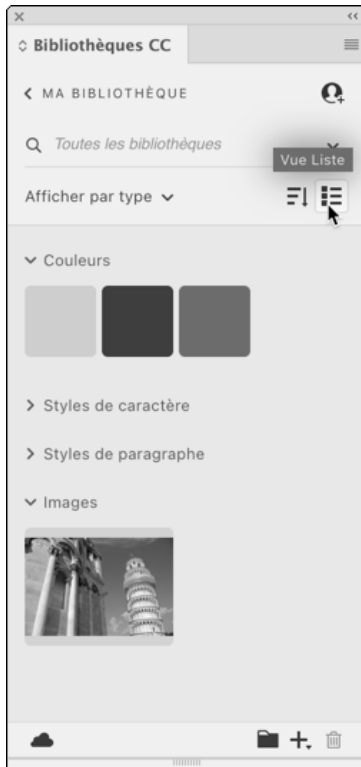 Bibliothèques CC
MA BIBLIOTHÈQUE
Toutes les bibliothèques
Vue Liste
Afficher par type
Couleurs
Styles de caractère
Styles de paragraphe
Images